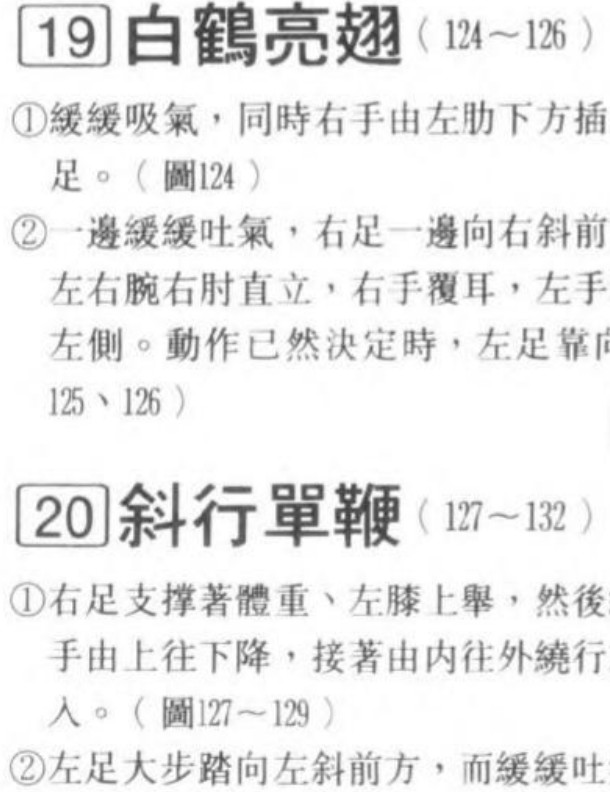 19 白鶴亮翅（124～126）
①緩緩吸氣，同時右手由左肋下方插
足。（圖124）
②一邊緩緩吐氣，右足一邊向右斜前
左右腕右肘直立，右手覆耳，左手
左側。動作已然決定時，左足靠向
125、126）
20 斜行單鞭（127～132）
①右足支撐著體重、左膝上舉，然後
手由上往下降，接著由内往外繞行
入。（圖127～129）
②左足大步踏向左斜前方，而緩緩吐